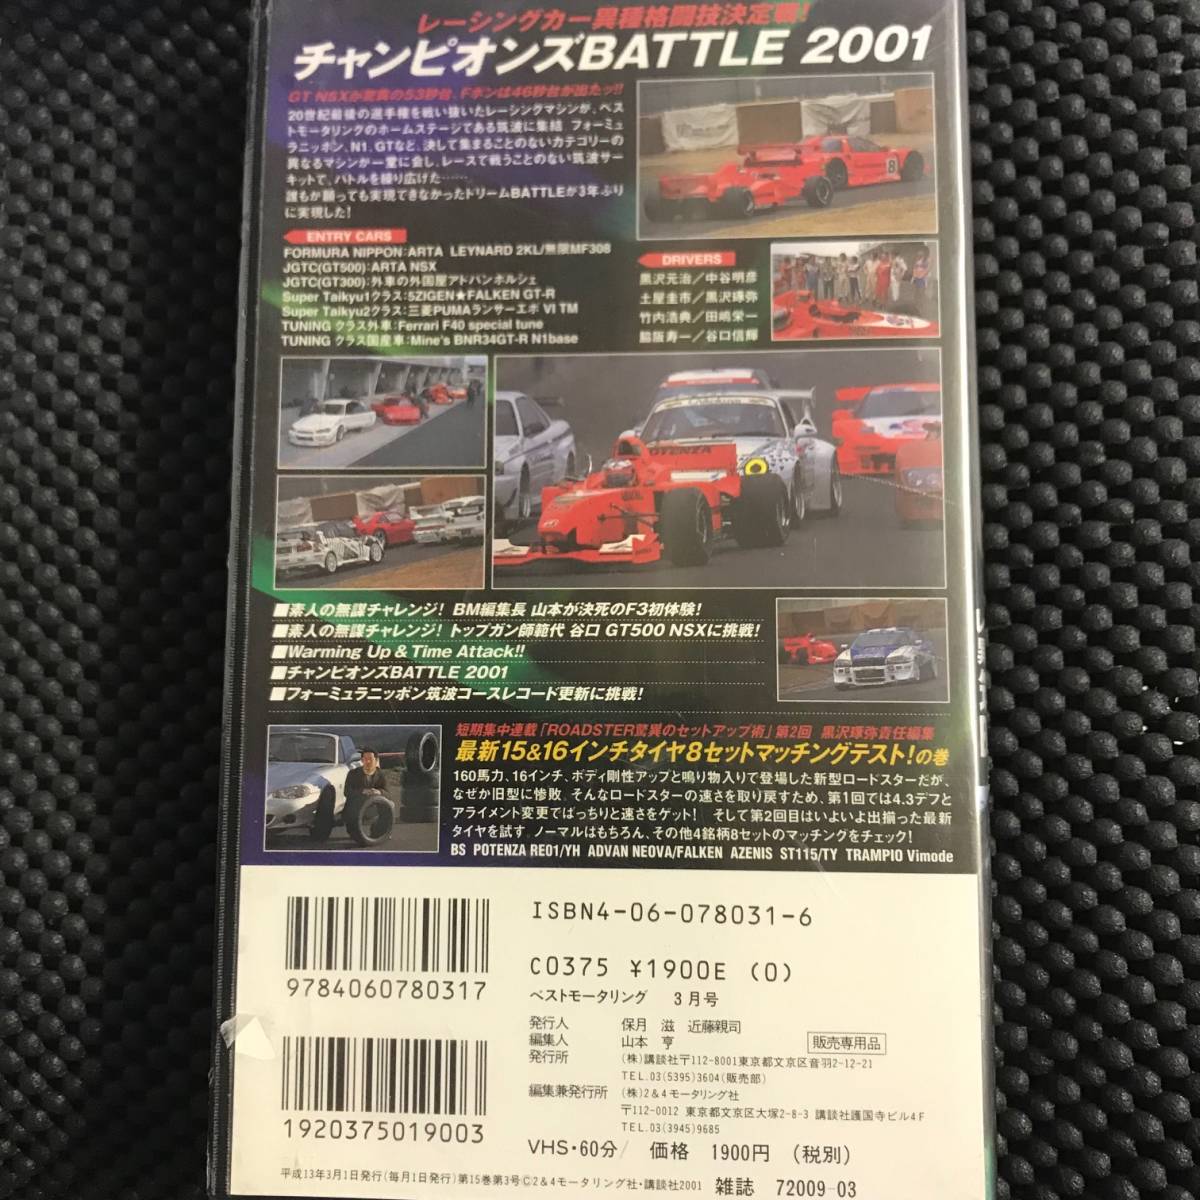 レーシングカー異種格闘技決定戦!
チャンピオンズBATTLE 2001
GT NSXが驚異の53秒台、Fポンは46秒台が出たッ!!
20世紀最後の選手権を戦い抜いたレーシングマシンが、ベス
トモータリングのホームステージである筑波に集結 フォーミュ
ラニッポン、N1、GTなど、決して集まることのないカテゴリーの
異なるマシンが一堂に会し、レースで戦うことのない筑波サー
キットで、バトルを繰り広げた……
誰もが願っても実現できなかったドリームBATTLEが3年ぶり
に実現した!
ENTRY CARS
FORMURA NIPPON:ARTA LEYNARD 2KL/無限MF308
JGTC(GT500):ARTA NSX
JGTC(GT300):外車の外国屋アドバンポルシェ
Super Taikyu1クラス:5ZIGEN★FALKEN GT-R
Super Taikyu2クラス:三菱PUMAランサーエボ VI TM
TUNING クラス外車:Ferrari F40 special tune
TUNING クラス国産車:Mine's BNR34GT-R N1base
DRIVERS
黒沢元治/中谷明彦
土屋圭市/黒沢琢弥
竹内浩典/田嶋栄一
脇阪寿一/谷口信輝
8
POTENZA
■素人の無謀チャレンジ! BM編集長 山本が決死のF3初体験!
■素人の無謀チャレンジ! トップガン師範代 谷口 GT500 NSXに挑戦!
■Warming Up & Time Attack!!
■チャンピオンズBATTLE 2001
■フォーミュラニッポン筑波コースレコード更新に挑戦!
短期集中連載「ROADSTER驚異のセットアップ術」第2回 黒沢琢弥責任編集
最新15&16インチタイヤ8セットマッチングテスト!の巻
160馬力、16インチ、ボディ剛性アップと鳴り物入りで登場した新型ロードスターだが、
なぜか旧型に惨敗。そんなロードスターの速さを取り戻すため、第1回では4.3デフと
アライメント変更でばっちりと速さをゲット! そして第2回目はいよいよ出揃った最新
タイヤを試す。ノーマルはもちろん、その他4銘柄8セットのマッチングをチェック!
BS POTENZA RE01/YH ADVAN NEOVA/FALKEN AZENIS ST115/TY TRAMPIO Vimode
ISBN4-06-078031-6
C0375 ¥1900E (0)
9784060780317
ベストモータリング 3月号
発行人 保月 滋 近藤親司
編集人 山本 亨
販売専用品
発行所 (株)講談社〒112-8001東京都文京区音羽2-12-21
TEL.03(5395)3604(販売部)
編集兼発行所 (株)2&4モータリング社
〒112-0012 東京都文京区大塚2-8-3 講談社護国寺ビル4F
TEL.03(3945)9685
1920375019003
VHS・60分/ 価格 1900円 (税別)
平成13年3月1日発行(毎月1日発行)第15巻第3号©2&4モータリング社・講談社2001 雑誌 72009-03